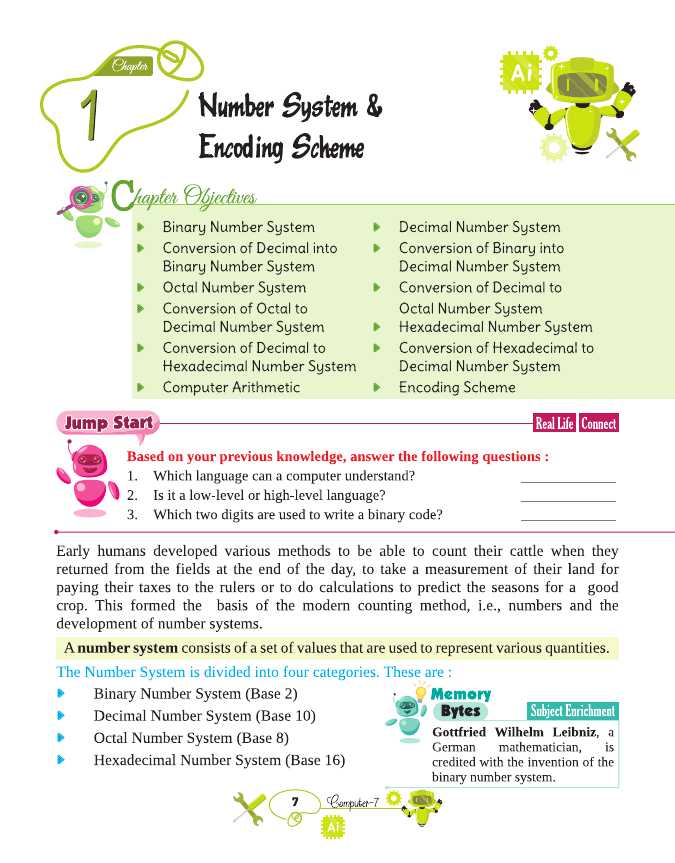 Chapter
1
Number System &
Encoding Scheme
Ai
Chapter Objectives
Binary Number System
Conversion of Decimal into
Binary Number System
Octal Number System
Conversion of Octal to
Decimal Number System
Conversion of Decimal to
Hexadecimal Number System
Computer Arithmetic
Decimal Number System
Conversion of Binary into
Decimal Number System
Conversion of Decimal to
Octal Number System
Hexadecimal Number System
Conversion of Hexadecimal to
Decimal Number System
Encoding Scheme
Jump Start
Real Life Connect
Based on your previous knowledge, answer the following questions :
1. Which language can a computer understand?
2. Is it a low-level or high-level language?
3. Which two digits are used to write a binary code?
Early humans developed various methods to be able to count their cattle when they
returned from the fields at the end of the day, to take a measurement of their land for
paying their taxes to the rulers or to do calculations to predict the seasons for a good
crop. This formed the basis of the modern counting method, i.e., numbers and the
development of number systems.
A number system consists of a set of values that are used to represent various quantities.
The Number System is divided into four categories. These are :
Binary Number System (Base 2)
Decimal Number System (Base 10)
Octal Number System (Base 8)
Hexadecimal Number System (Base 16)
Memory
Bytes
Subject Enrichment
Gottfried Wilhelm Leibniz, a
German mathematician, is
credited with the invention of the
binary number system.
7
Computer-7
Ai